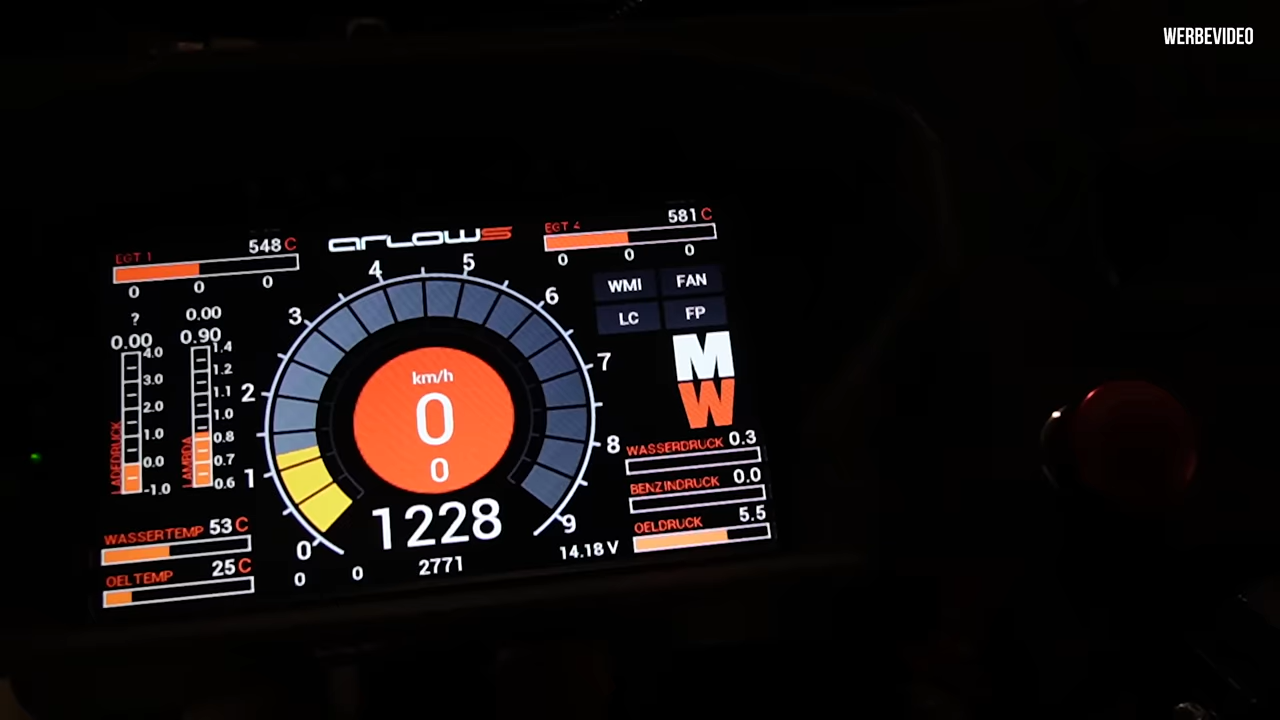 WERBEVIDEO
EGT 1 548 C
0 0 0
arlows
EGT 4 581 C
0 0 0
WMI FAN
LC FP
M
W
? 0.00
0.00 0.90
LADEDRUCK
4.0
3.0
2.0
1.0
0.0
-1.0
LAMBDA
1.4
1.2
1.1
1.0
0.8
0.7
0.6
0
1
2
3
4
5
6
7
8
9
km/h
0
0
1228
2771
0 0
14.18 V
WASSERTEMP 53 C
OELTEMP 25 C
WASSERDRUCK 0.3
BENZINDRUCK 0.0
OELDRUCK 5.5